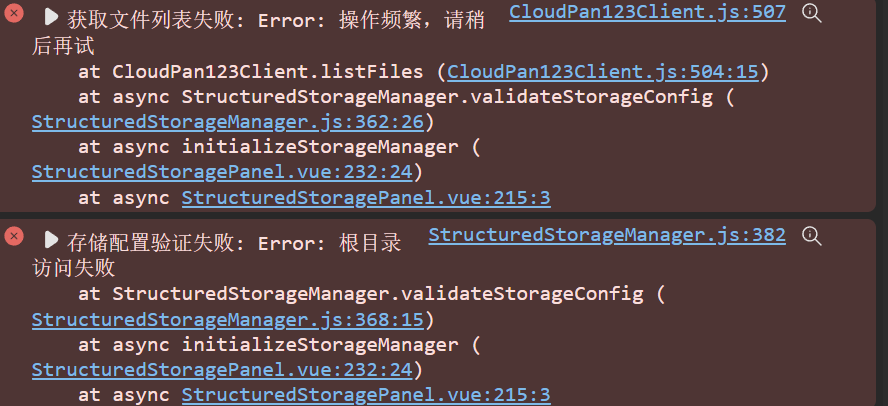 获取文件列表失败: Error: 操作频繁，请稍 CloudPan123Client.js:507
后再试
at CloudPan123Client.listFiles (CloudPan123Client.js:504:15)
at async StructuredStorageManager.validateStorageConfig (
StructuredStorageManager.js:362:26)
at async initializeStorageManager (
StructuredStoragePanel.vue:232:24)
at async StructuredStoragePanel.vue:215:3
存储配置验证失败: Error: 根目录 StructuredStorageManager.js:382
访问失败
at StructuredStorageManager.validateStorageConfig (
StructuredStorageManager.js:368:15)
at async initializeStorageManager (
StructuredStoragePanel.vue:232:24)
at async StructuredStoragePanel.vue:215:3